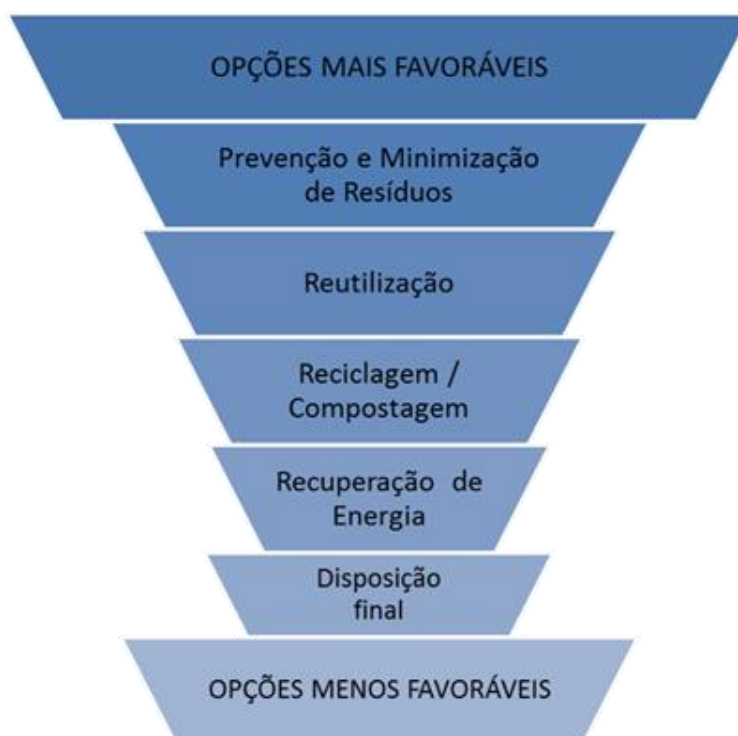 OPÇÕES MAIS FAVORÁVEIS
Prevenção e Minimização
de Resíduos
Reutilização
Reciclagem /
Compostagem
Recuperação de
Energia
Disposição
final
OPÇÕES MENOS FAVORÁVEIS